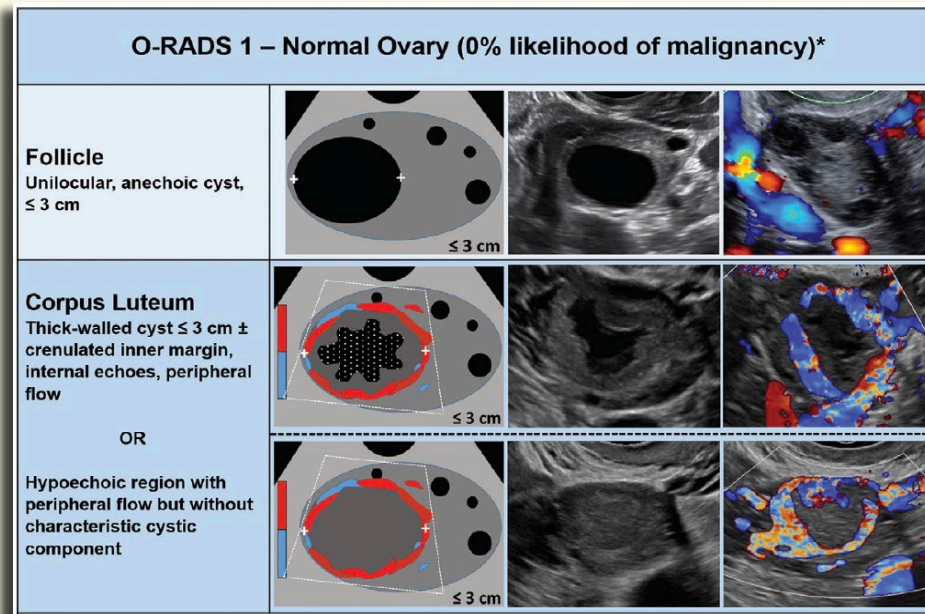 O-RADS 1 – Normal Ovary (0% likelihood of malignancy)*
Follicle
Unilocular, anechoic cyst,
≤ 3 cm
≤ 3 cm
Corpus Luteum
Thick-walled cyst ≤ 3 cm ±
crenulated inner margin,
internal echoes, peripheral
flow
≤ 3 cm
OR
Hypoechoic region with
peripheral flow but without
characteristic cystic
component
≤ 3 cm